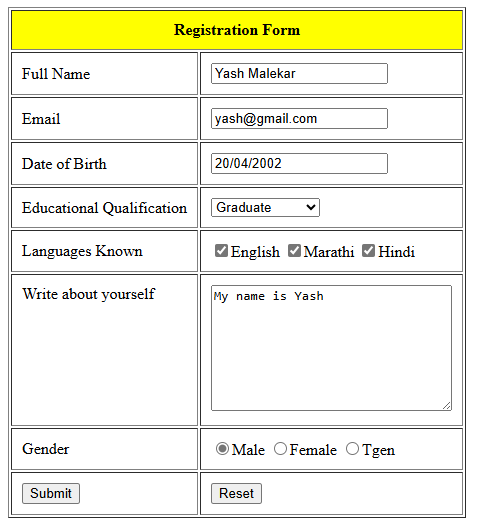 Registration Form
Full Name Yash Malekar
Email yash@gmail.com
Date of Birth 20/04/2002
Educational Qualification Graduate
Languages Known English Marathi Hindi
Write about yourself My name is Yash
Gender Male Female Tgen
Submit Reset